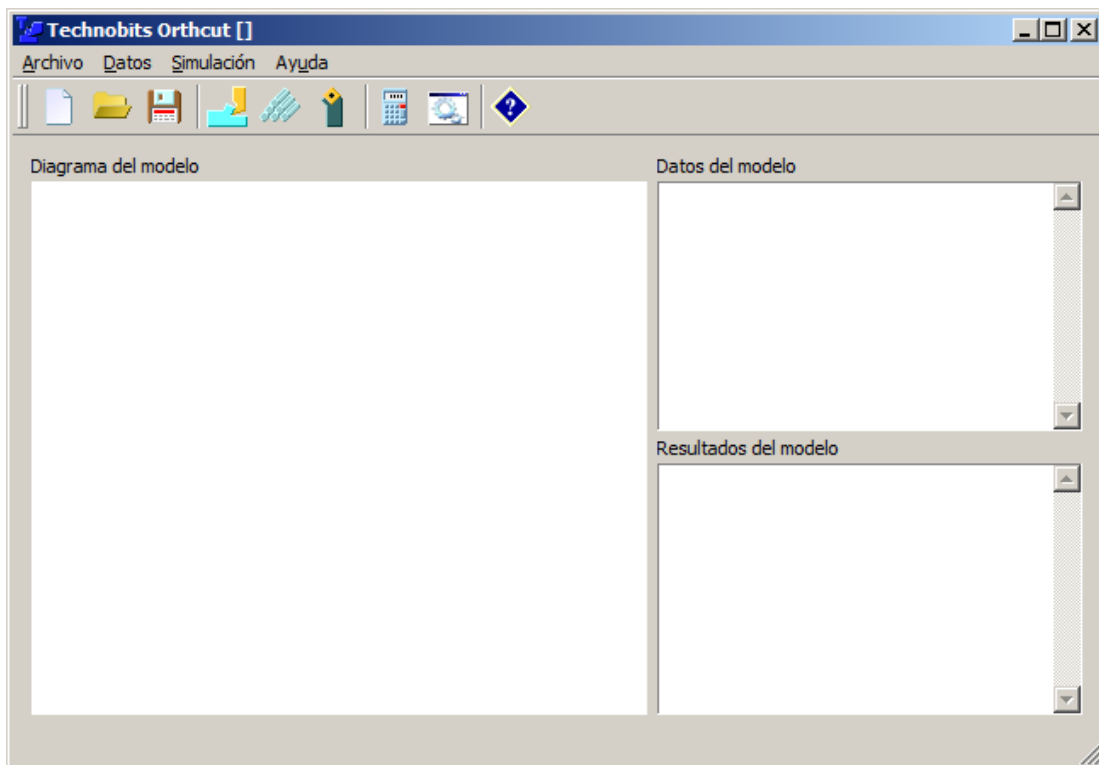 Technobits Orthcut []
Archivo Datos Simulación Ayuda
?
Diagrama del modelo
Datos del modelo
Resultados del modelo